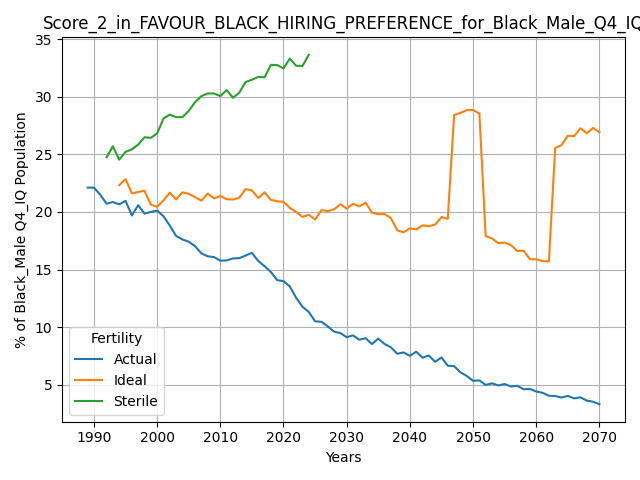 Score_2_in_FAVOUR_BLACK_HIRING_PREFERENCE_for_Black_Male_Q4_IQ
35
30
25
20
15
10
5
% of Black_Male Q4_IQ Population
Fertility
Actual
Ideal
Sterile
1990 2000 2010 2020 2030 2040 2050 2060 2070
Years